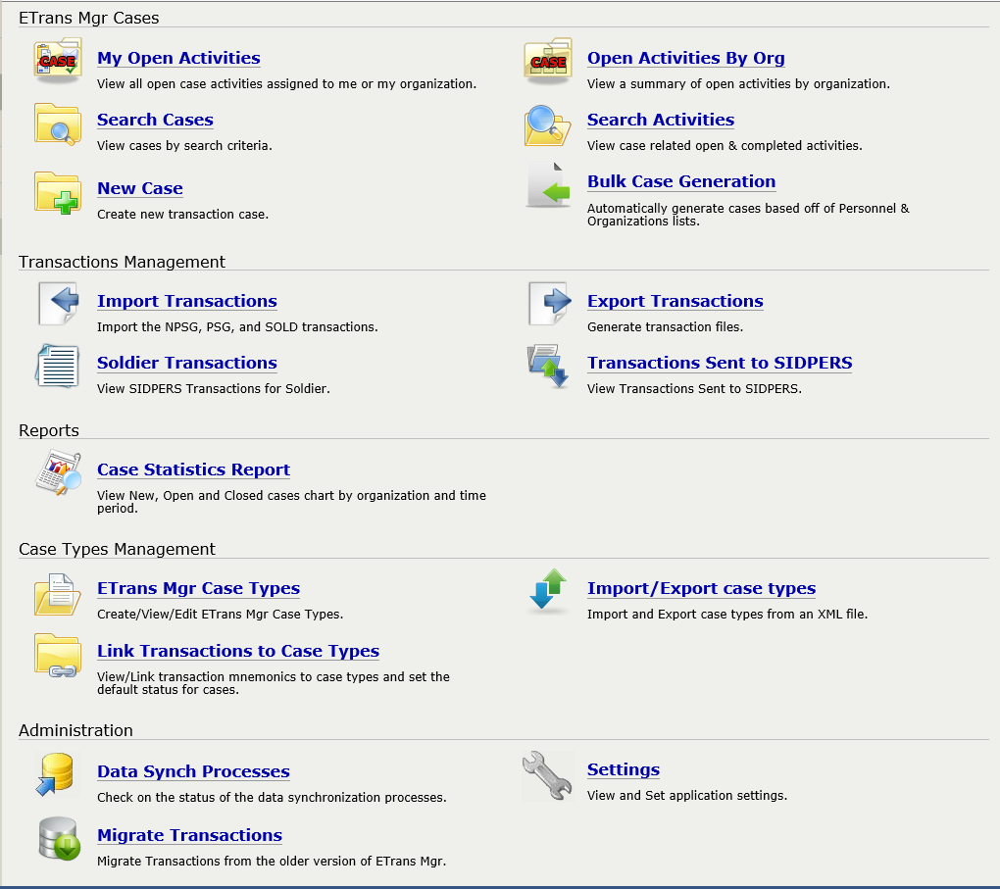 ETrans Mgr Cases
CASE
My Open Activities
View all open case activities assigned to me or my organization.
CASE
Open Activities By Org
View a summary of open activities by organization.
Search Cases
View cases by search criteria.
Search Activities
View case related open & completed activities.
New Case
Create new transaction case.
Bulk Case Generation
Automatically generate cases based off of Personnel &
Organizations lists.
Transactions Management
Import Transactions
Import the NPSG, PSG, and SOLD transactions.
Export Transactions
Generate transaction files.
Soldier Transactions
View SIDPERS Transactions for Soldier.
Transactions Sent to SIDPERS
View Transactions Sent to SIDPERS.
Reports
Case Statistics Report
View New, Open and Closed cases chart by organization and time
period.
Case Types Management
ETrans Mgr Case Types
Create/View/Edit ETrans Mgr Case Types.
Import/Export case types
Import and Export case types from an XML file.
Link Transactions to Case Types
View/Link transaction mnemonics to case types and set the
default status for cases.
Administration
Data Synch Processes
Check on the status of the data synchronization processes.
Settings
View and Set application settings.
Migrate Transactions
Migrate Transactions from the older version of ETrans Mgr.